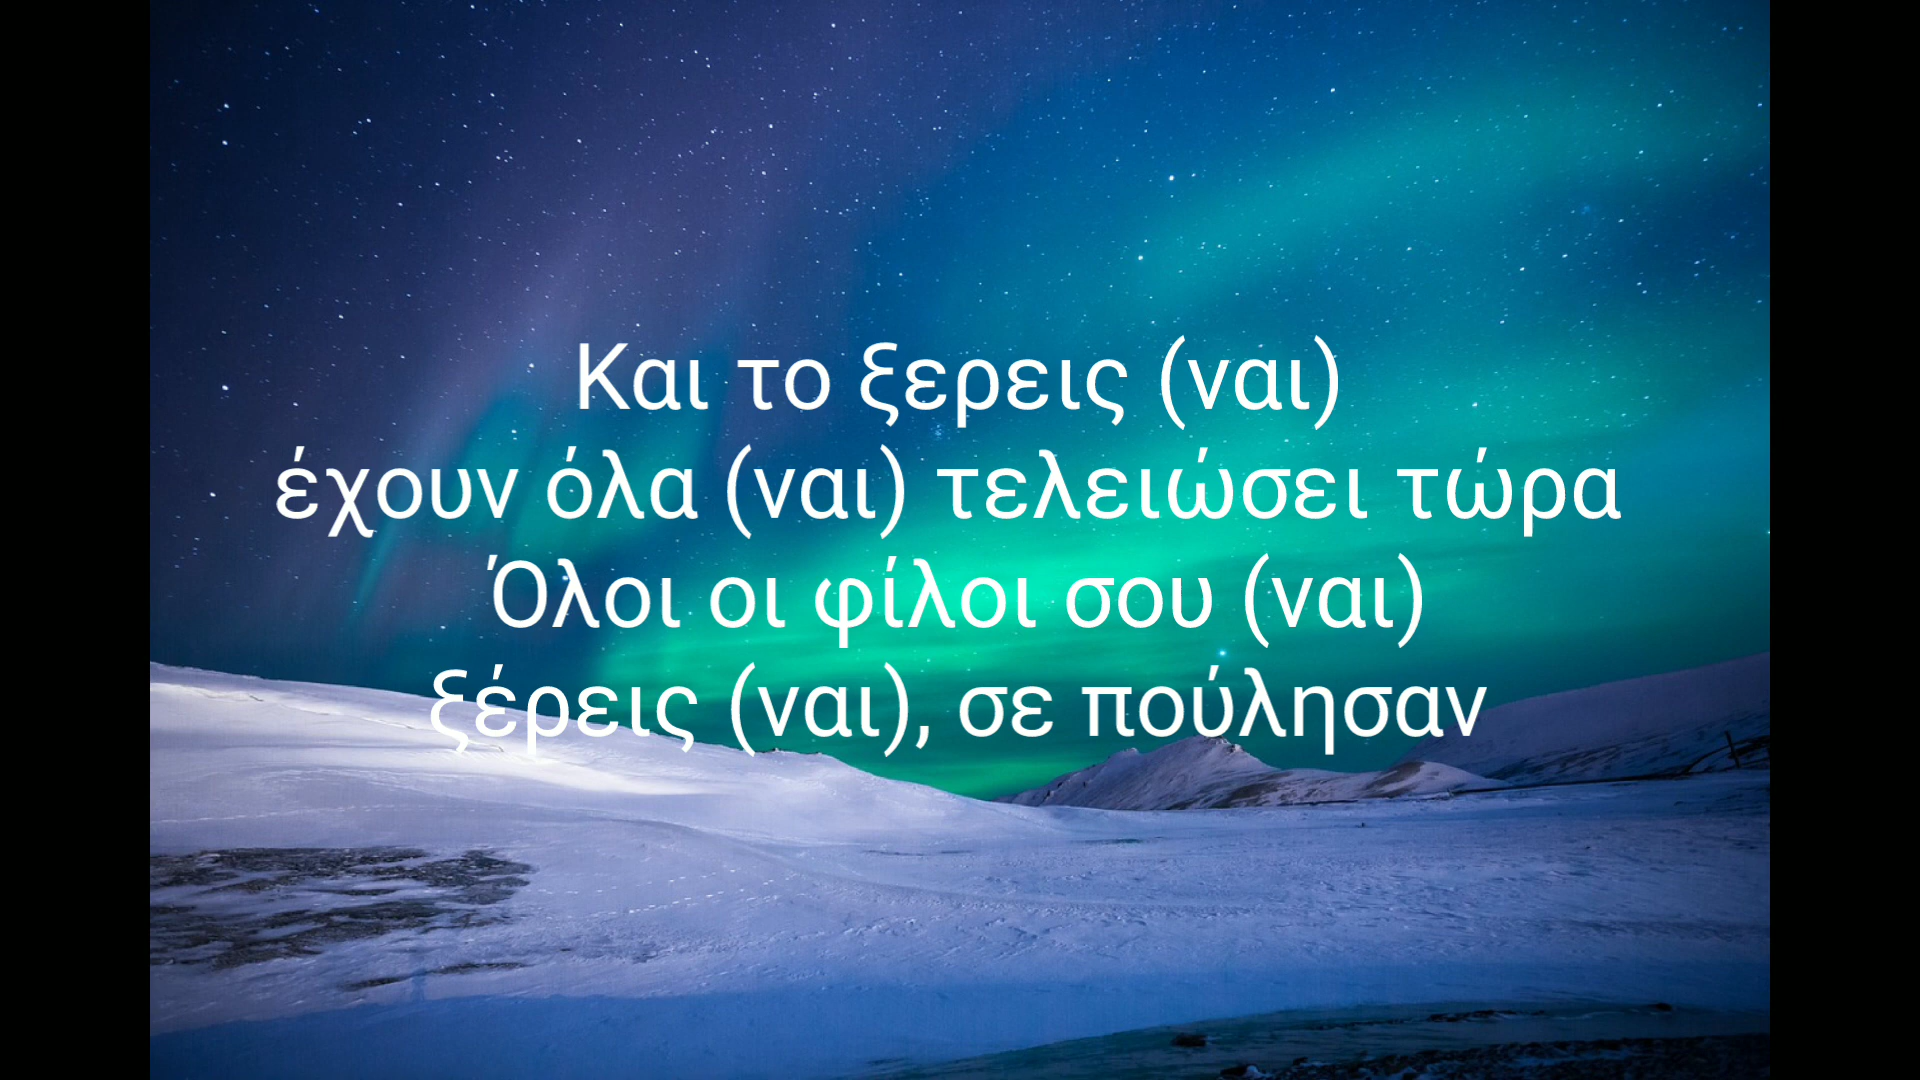 Και το ξερεις (ναι)
έχουν όλα (ναι) τελειώσει τώρα
Όλοι οι φίλοι σου (ναι)
ξέρεις (ναι), σε πούλησαν